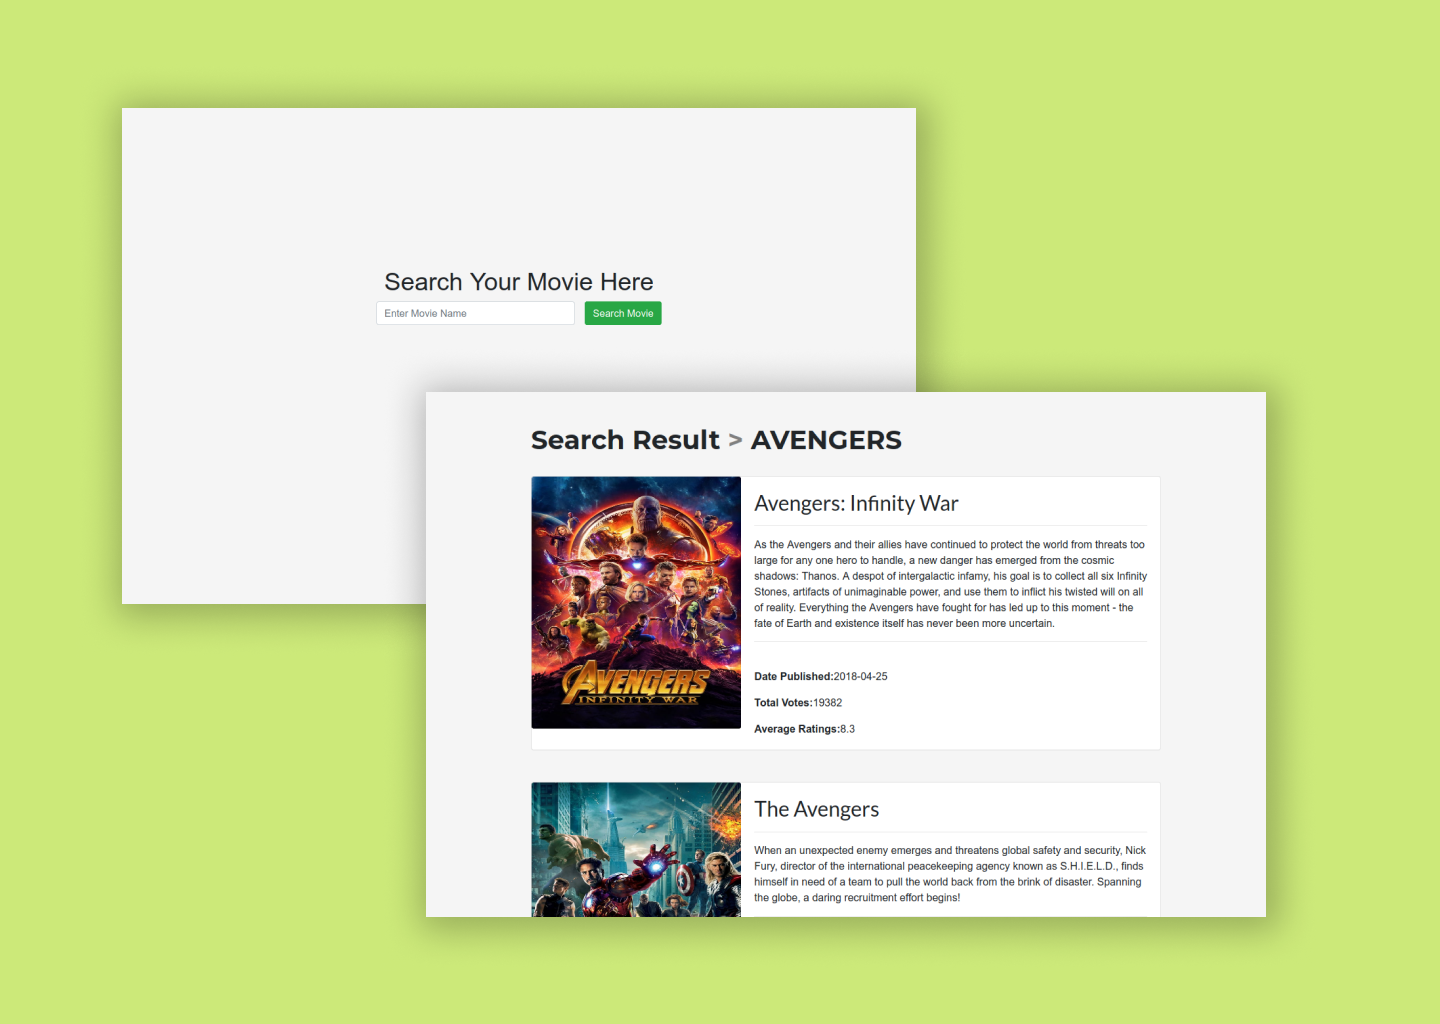 Search Your Movie Here
Enter Movie Name
Search Movie
Search Result > AVENGERS
AVENGERS
INFINITY WAR
Avengers: Infinity War
As the Avengers and their allies have continued to protect the world from threats too
large for any one hero to handle, a new danger has emerged from the cosmic
shadows: Thanos. A despot of intergalactic infamy, his goal is to collect all six Infinity
Stones, artifacts of unimaginable power, and use them to inflict his twisted will on all
of reality. Everything the Avengers have fought for has led up to this moment - the
fate of Earth and existence itself has never been more uncertain.
Date Published:2018-04-25
Total Votes:19382
Average Ratings:8.3
The Avengers
When an unexpected enemy emerges and threatens global safety and security, Nick
Fury, director of the international peacekeeping agency known as S.H.I.E.L.D., finds
himself in need of a team to pull the world back from the brink of disaster. Spanning
the globe, a daring recruitment effort begins!